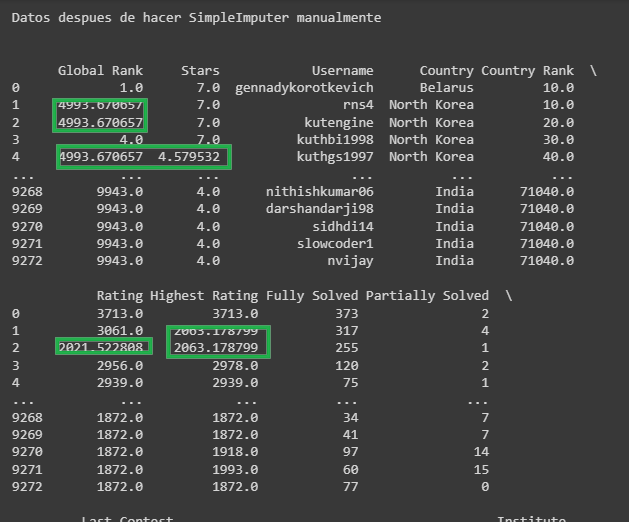 Datos despues de hacer SimpleImputer manualmente
Global Rank Stars Username Country Country Rank \
0 1.0 7.0 gennadykorotkevich Belarus 10.0
1 4993.670657 7.0 rns4 North Korea 10.0
2 4993.670657 7.0 kutengine North Korea 20.0
3 4.0 7.0 kuthbi1998 North Korea 30.0
4 4993.670657 4.579532 kuthgs1997 North Korea 40.0
... ... ... ... ... ...
9268 9943.0 4.0 nithishkumar06 India 71040.0
9269 9943.0 4.0 darshandarji98 India 71040.0
9270 9943.0 4.0 sidhdi14 India 71040.0
9271 9943.0 4.0 slowcoder1 India 71040.0
9272 9943.0 4.0 nvijay India 71040.0
Rating Highest Rating Fully Solved Partially Solved \
0 3713.0 3713.0 373 2
1 3061.0 2063.178799 317 4
2 2021.522808 2063.178799 255 1
3 2956.0 2978.0 120 2
4 2939.0 2939.0 75 1
... ... ... ... ...
9268 1872.0 1872.0 34 7
9269 1872.0 1872.0 41 7
9270 1872.0 1918.0 97 14
9271 1872.0 1993.0 60 15
9272 1872.0 1872.0 77 0
Last Contest Institute